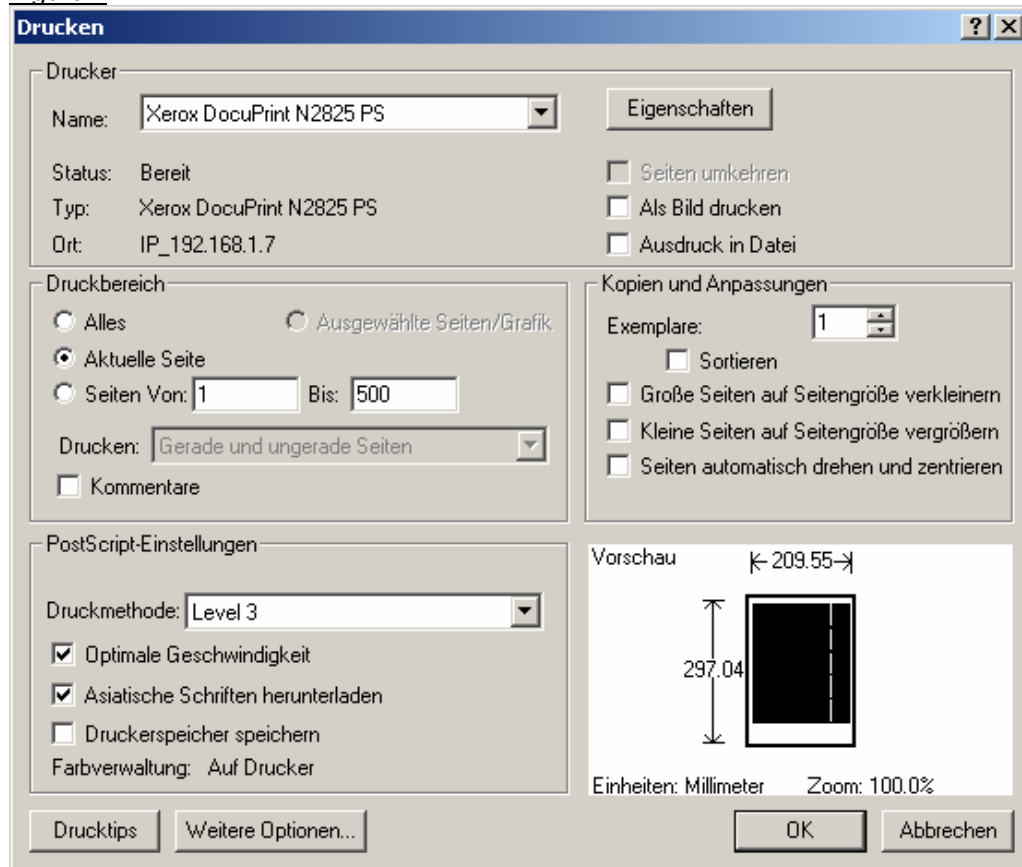 Drucken
Drucker
Name: Xerox DocuPrint N2825 PS
Eigenschaften
Status: Bereit
Seiten umkehren
Typ: Xerox DocuPrint N2825 PS
Als Bild drucken
Ort: IP_192.168.1.7
Ausdruck in Datei
Druckbereich
Alles
Ausgewählte Seiten/Grafik
Aktuelle Seite
Seiten Von: 1 Bis: 500
Drucken: Gerade und ungerade Seiten
Kommentare
Kopien und Anpassungen
Exemplare: 1
Sortieren
Große Seiten auf Seitengröße verkleinern
Kleine Seiten auf Seitengröße vergrößern
Seiten automatisch drehen und zentrieren
PostScript-Einstellungen
Druckmethode: Level 3
Optimale Geschwindigkeit
Asiatische Schriften herunterladen
Druckerspeicher speichern
Farbverwaltung: Auf Drucker
Vorschau
209.55
297.04
Einheiten: Millimeter Zoom: 100.0%
Drucktips
Weitere Optionen...
OK
Abbrechen